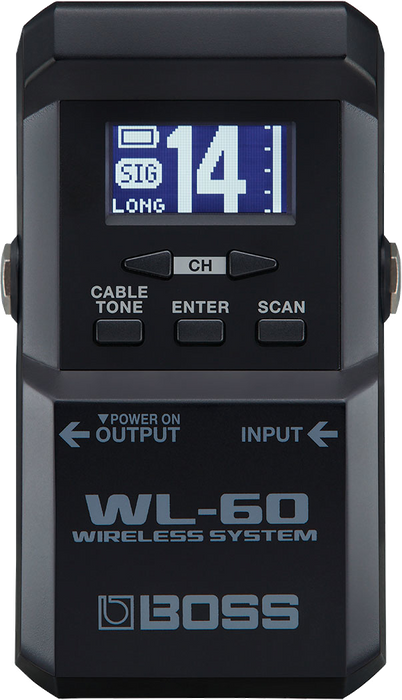 14
SIG
LONG
CH
CABLE
TONE
ENTER
SCAN
▼POWER ON
OUTPUT
INPUT
WL-60
WIRELESS SYSTEM
BOSS